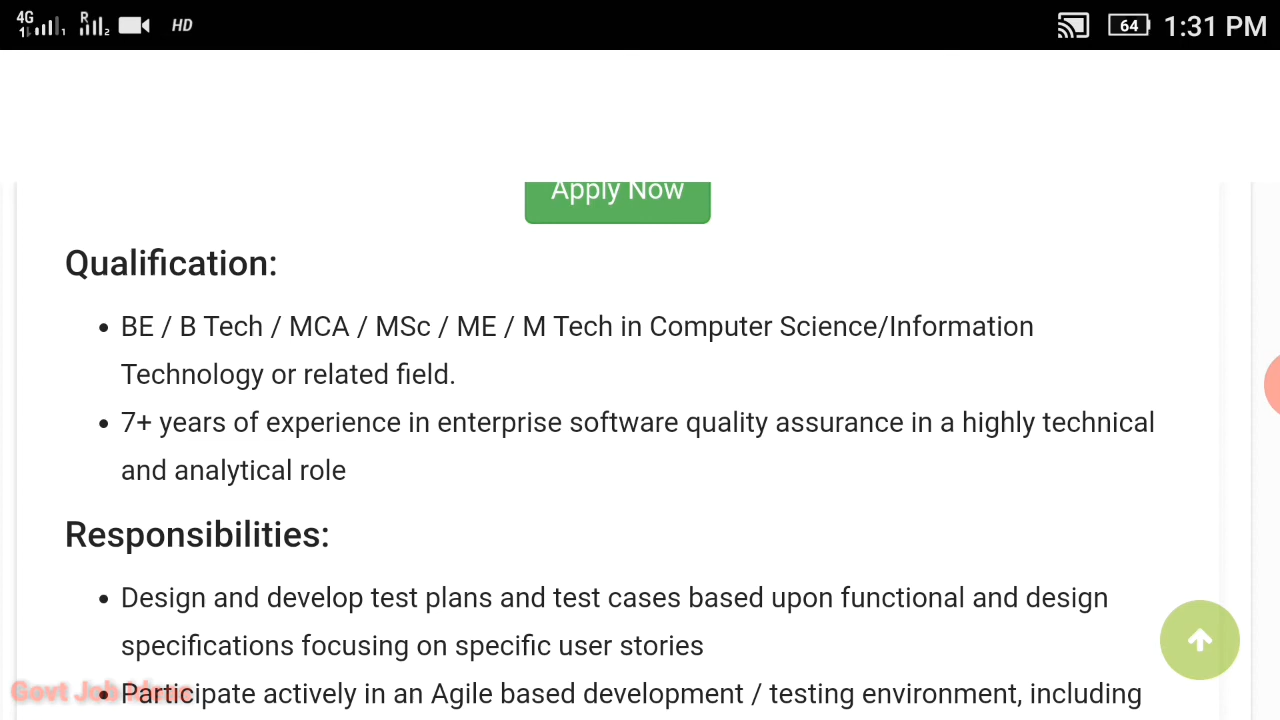 4G R HD 64 1:31 PM
Apply Now
Qualification:
• BE / B Tech / MCA / MSc / ME / M Tech in Computer Science/Information
Technology or related field.
• 7+ years of experience in enterprise software quality assurance in a highly technical
and analytical role
Responsibilities:
• Design and develop test plans and test cases based upon functional and design
specifications focusing on specific user stories
• Participate actively in an Agile based development / testing environment, including
Govt Job